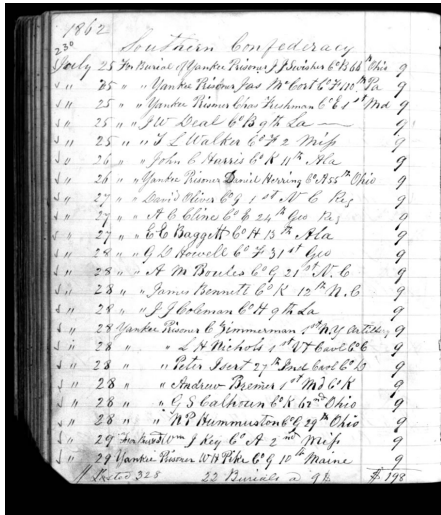 1862
230
Southern Confederacy
July 25 For Burial of Yankee Prisoner J J Swisher Co B 66th Ohio 9
" 25 " " Yankee Prisoner Jas McCort Co F 110th Pa 9
" 25 " " Yankee Prisoner Chas Freshman Co E 1st Md 9
" 25 " " J W Deal Co B 9th La 9
" 25 " " T L Walker Co F 2 Miss 9
" 26 " " John C Harris Co K 11th Ala 9
" 26 " " Yankee Prisoner Daniel Herring Co A 55th Ohio 9
" 27 " " David Oliver Co G 1st N C Reg 9
" 27 " " A C Cline Co E 24th Geo Reg 9
" 27 " " E C Baggett Co H 13th Ala 9
" 28 " " G D Howell Co F 31st Geo 9
" 28 " " A M Bowles Co G 21st N.C 9
" 28 " " James Bennett Co K 12th N.C 9
" 28 " " J J Coleman Co H 9th La 9
" 28 Yankee Prisoner C Zimmerman 1st N.Y Artillery 9
" 28 " " L H Nichols 1st Vt Cavl Co C 9
" 28 " " Peter Isert 27th Ind Co D 9
" 28 " " Andrew Bremer 1st Md Co K 9
" 28 " " G S Calhoun Co K 62nd Ohio 9
" 28 " " N P Hummiston Co G 29th Ohio 9
" 29 Wm J Key Co A 2nd Miss 9
" 29 Yankee Prisoner W H Pike Co G 10th Maine 9
Posted 328 22 Burials a 9$ $198